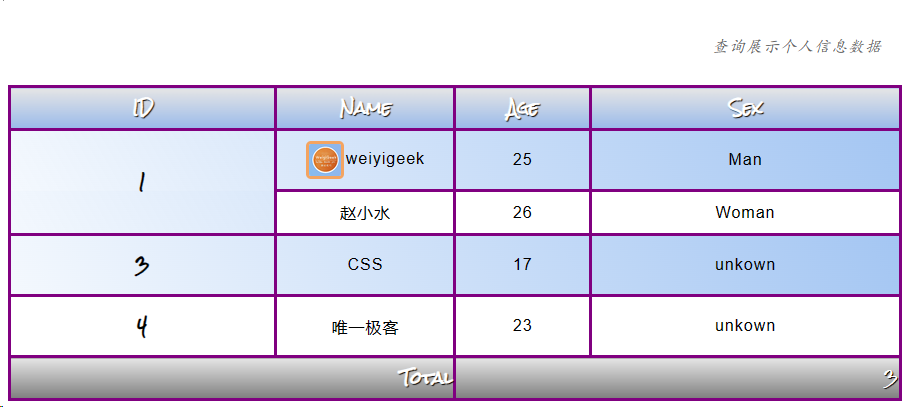 查询展示个人信息数据
ID Name Age Sex
1 weiyigeek 25 Man
赵小水 26 Woman
3 CSS 17 unkown
4 唯一极客 23 unkown
Total 3